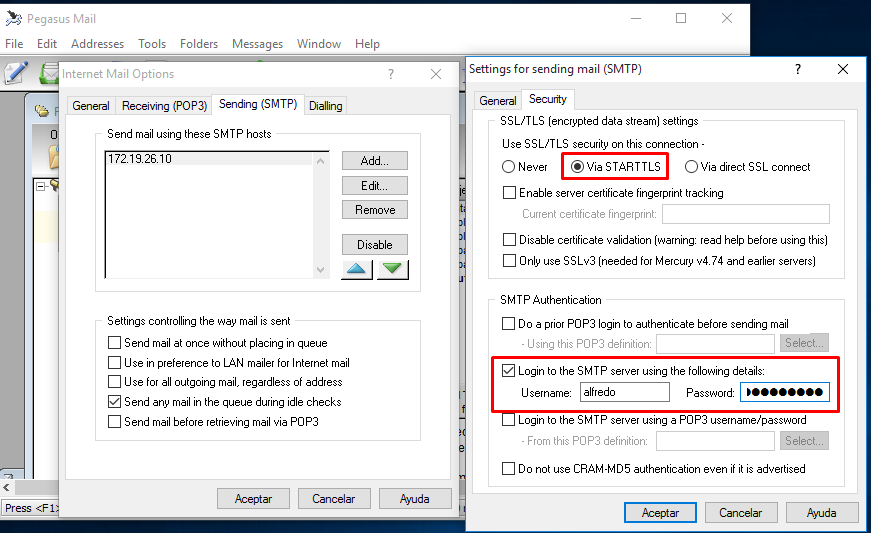 Pegasus Mail
File Edit Addresses Tools Folders Messages Window Help
Internet Mail Options
?
General Receiving (POP3) Sending (SMTP) Dialling
Send mail using these SMTP hosts
172.19.26.10
Add...
Edit...
Remove
Disable
Settings controlling the way mail is sent
Send mail at once without placing in queue
Use in preference to LAN mailer for Internet mail
Use for all outgoing mail, regardless of address
Send any mail in the queue during idle checks
Send mail before retrieving mail via POP3
Aceptar Cancelar Ayuda
Press <F1>
Settings for sending mail (SMTP)
?
General Security
SSL/TLS (encrypted data stream) settings
Use SSL/TLS security on this connection -
Never Via STARTTLS Via direct SSL connect
Enable server certificate fingerprint tracking
Current certificate fingerprint:
Disable certificate validation (warning: read help before using this)
Only use SSLv3 (needed for Mercury v4.74 and earlier servers)
SMTP Authentication
Do a prior POP3 login to authenticate before sending mail
- Using this POP3 definition: Select...
Login to the SMTP server using the following details:
Username: alfredo Password: ●●●●●●●●●
Login to the SMTP server using a POP3 username/password
- From this POP3 definition: Select...
Do not use CRAM-MD5 authentication even if it is advertised
Aceptar Cancelar Ayuda